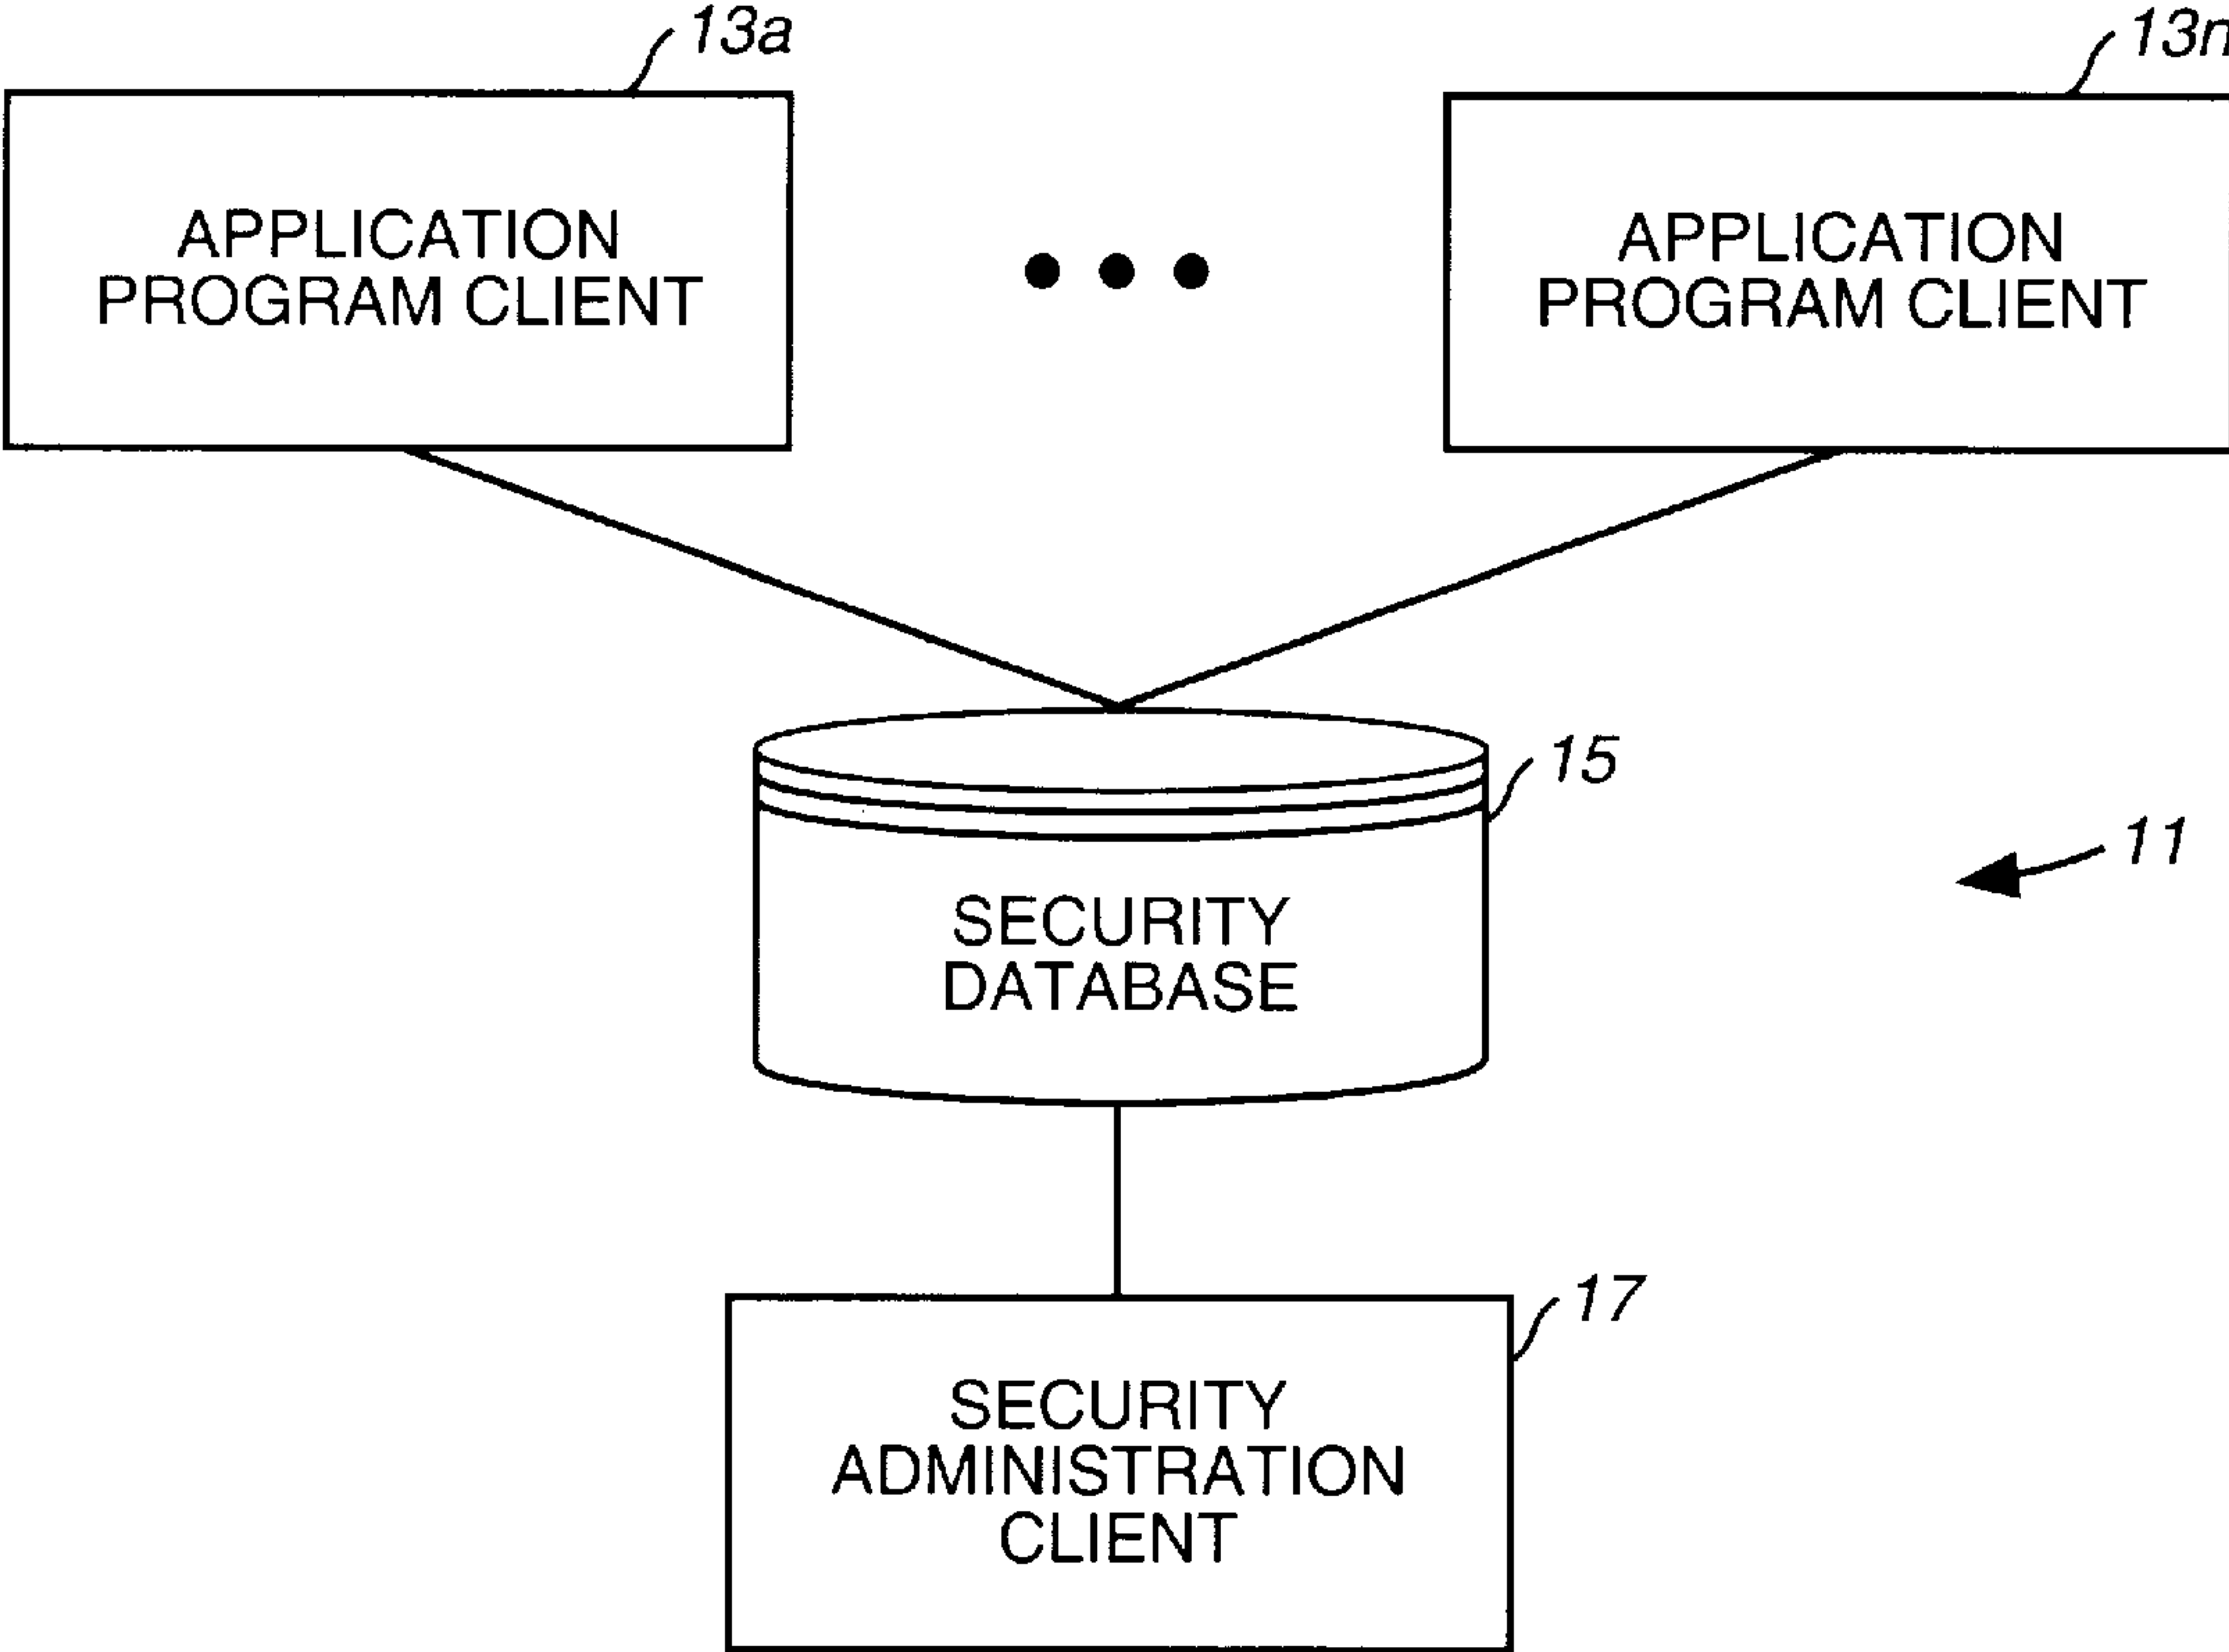 13a
13n
APPLICATION
PROGRAM CLIENT
APPLICATION
PROGRAM CLIENT
15
11
SECURITY
DATABASE
17
SECURITY
ADMINISTRATION
CLIENT